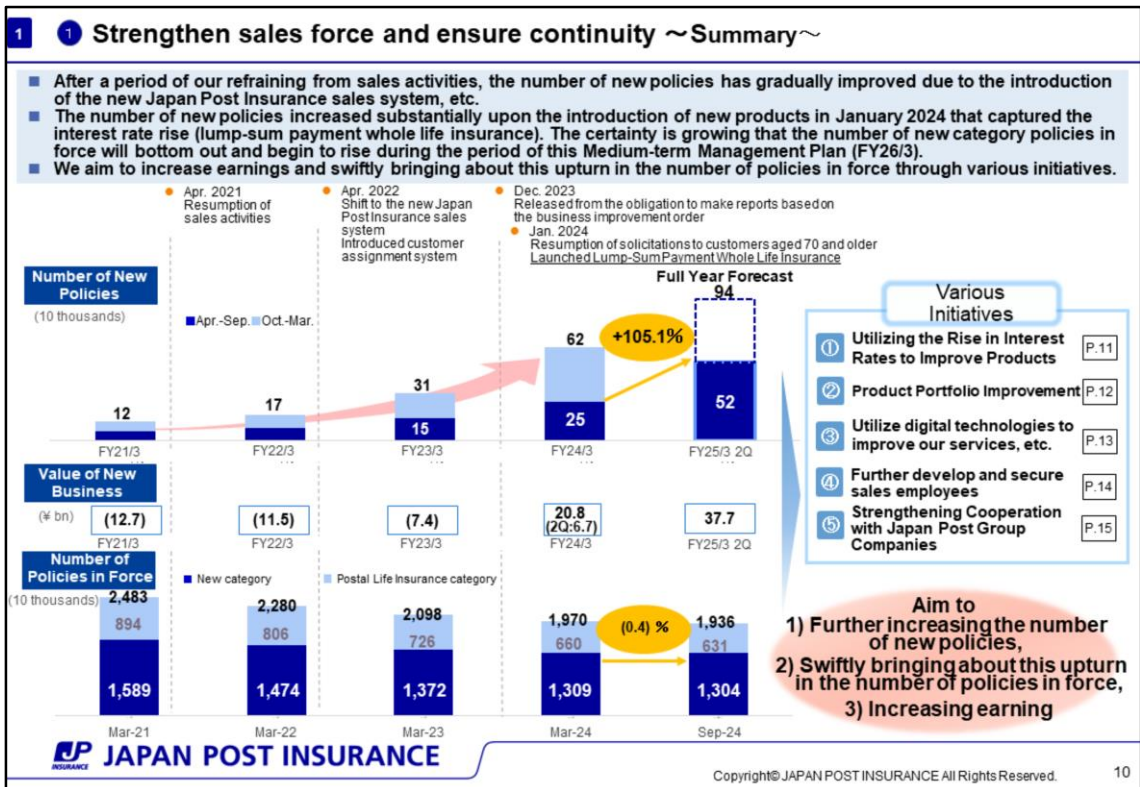 1 ① Strengthen sales force and ensure continuity ～Summary～
■ After a period of our refraining from sales activities, the number of new policies has gradually improved due to the introduction
of the new Japan Post Insurance sales system, etc.
■ The number of new policies increased substantially upon the introduction of new products in January 2024 that captured the
interest rate rise (lump-sum payment whole life insurance). The certainty is growing that the number of new category policies in
force will bottom out and begin to rise during the period of this Medium-term Management Plan (FY26/3).
■ We aim to increase earnings and swiftly bringing about this upturn in the number of policies in force through various initiatives.
Apr. 2021
Resumption of
sales activities
Apr. 2022
Shift to the new Japan
Post Insurance sales
system
Introduced customer
assignment system
Dec. 2023
Released from the obligation to make reports based on
the business improvement order
Jan. 2024
Resumption of solicitations to customers aged 70 and older
Launched Lump-Sum Payment Whole Life Insurance
Number of New
Policies
(10 thousands)
Apr.-Sep. Oct.-Mar.
Full Year Forecast
12
17
31
15
62
25
+105.1%
94
52
FY21/3
FY22/3
FY23/3
FY24/3
FY25/3 2Q
Value of New
Business
(¥ bn)
(12.7)
(11.5)
(7.4)
20.8
(2Q:6.7)
37.7
FY21/3
FY22/3
FY23/3
FY24/3
FY25/3 2Q
Number of
Policies in Force
(10 thousands)
New category
Postal Life Insurance category
2,483
894
1,589
2,280
806
1,474
2,098
726
1,372
1,970
660
1,309
(0.4) %
1,936
631
1,304
Mar-21
Mar-22
Mar-23
Mar-24
Sep-24
Various
Initiatives
① Utilizing the Rise in Interest
Rates to Improve Products
P.11
② Product Portfolio Improvement P.12
③ Utilize digital technologies to
improve our services, etc.
P.13
④ Further develop and secure
sales employees
P.14
⑤ Strengthening Cooperation
with Japan Post Group
Companies
P.15
Aim to
1) Further increasing the number
of new policies,
2) Swiftly bringing about this upturn
in the number of policies in force,
3) Increasing earning
JP INSURANCE JAPAN POST INSURANCE
Copyright© JAPAN POST INSURANCE All Rights Reserved.
10